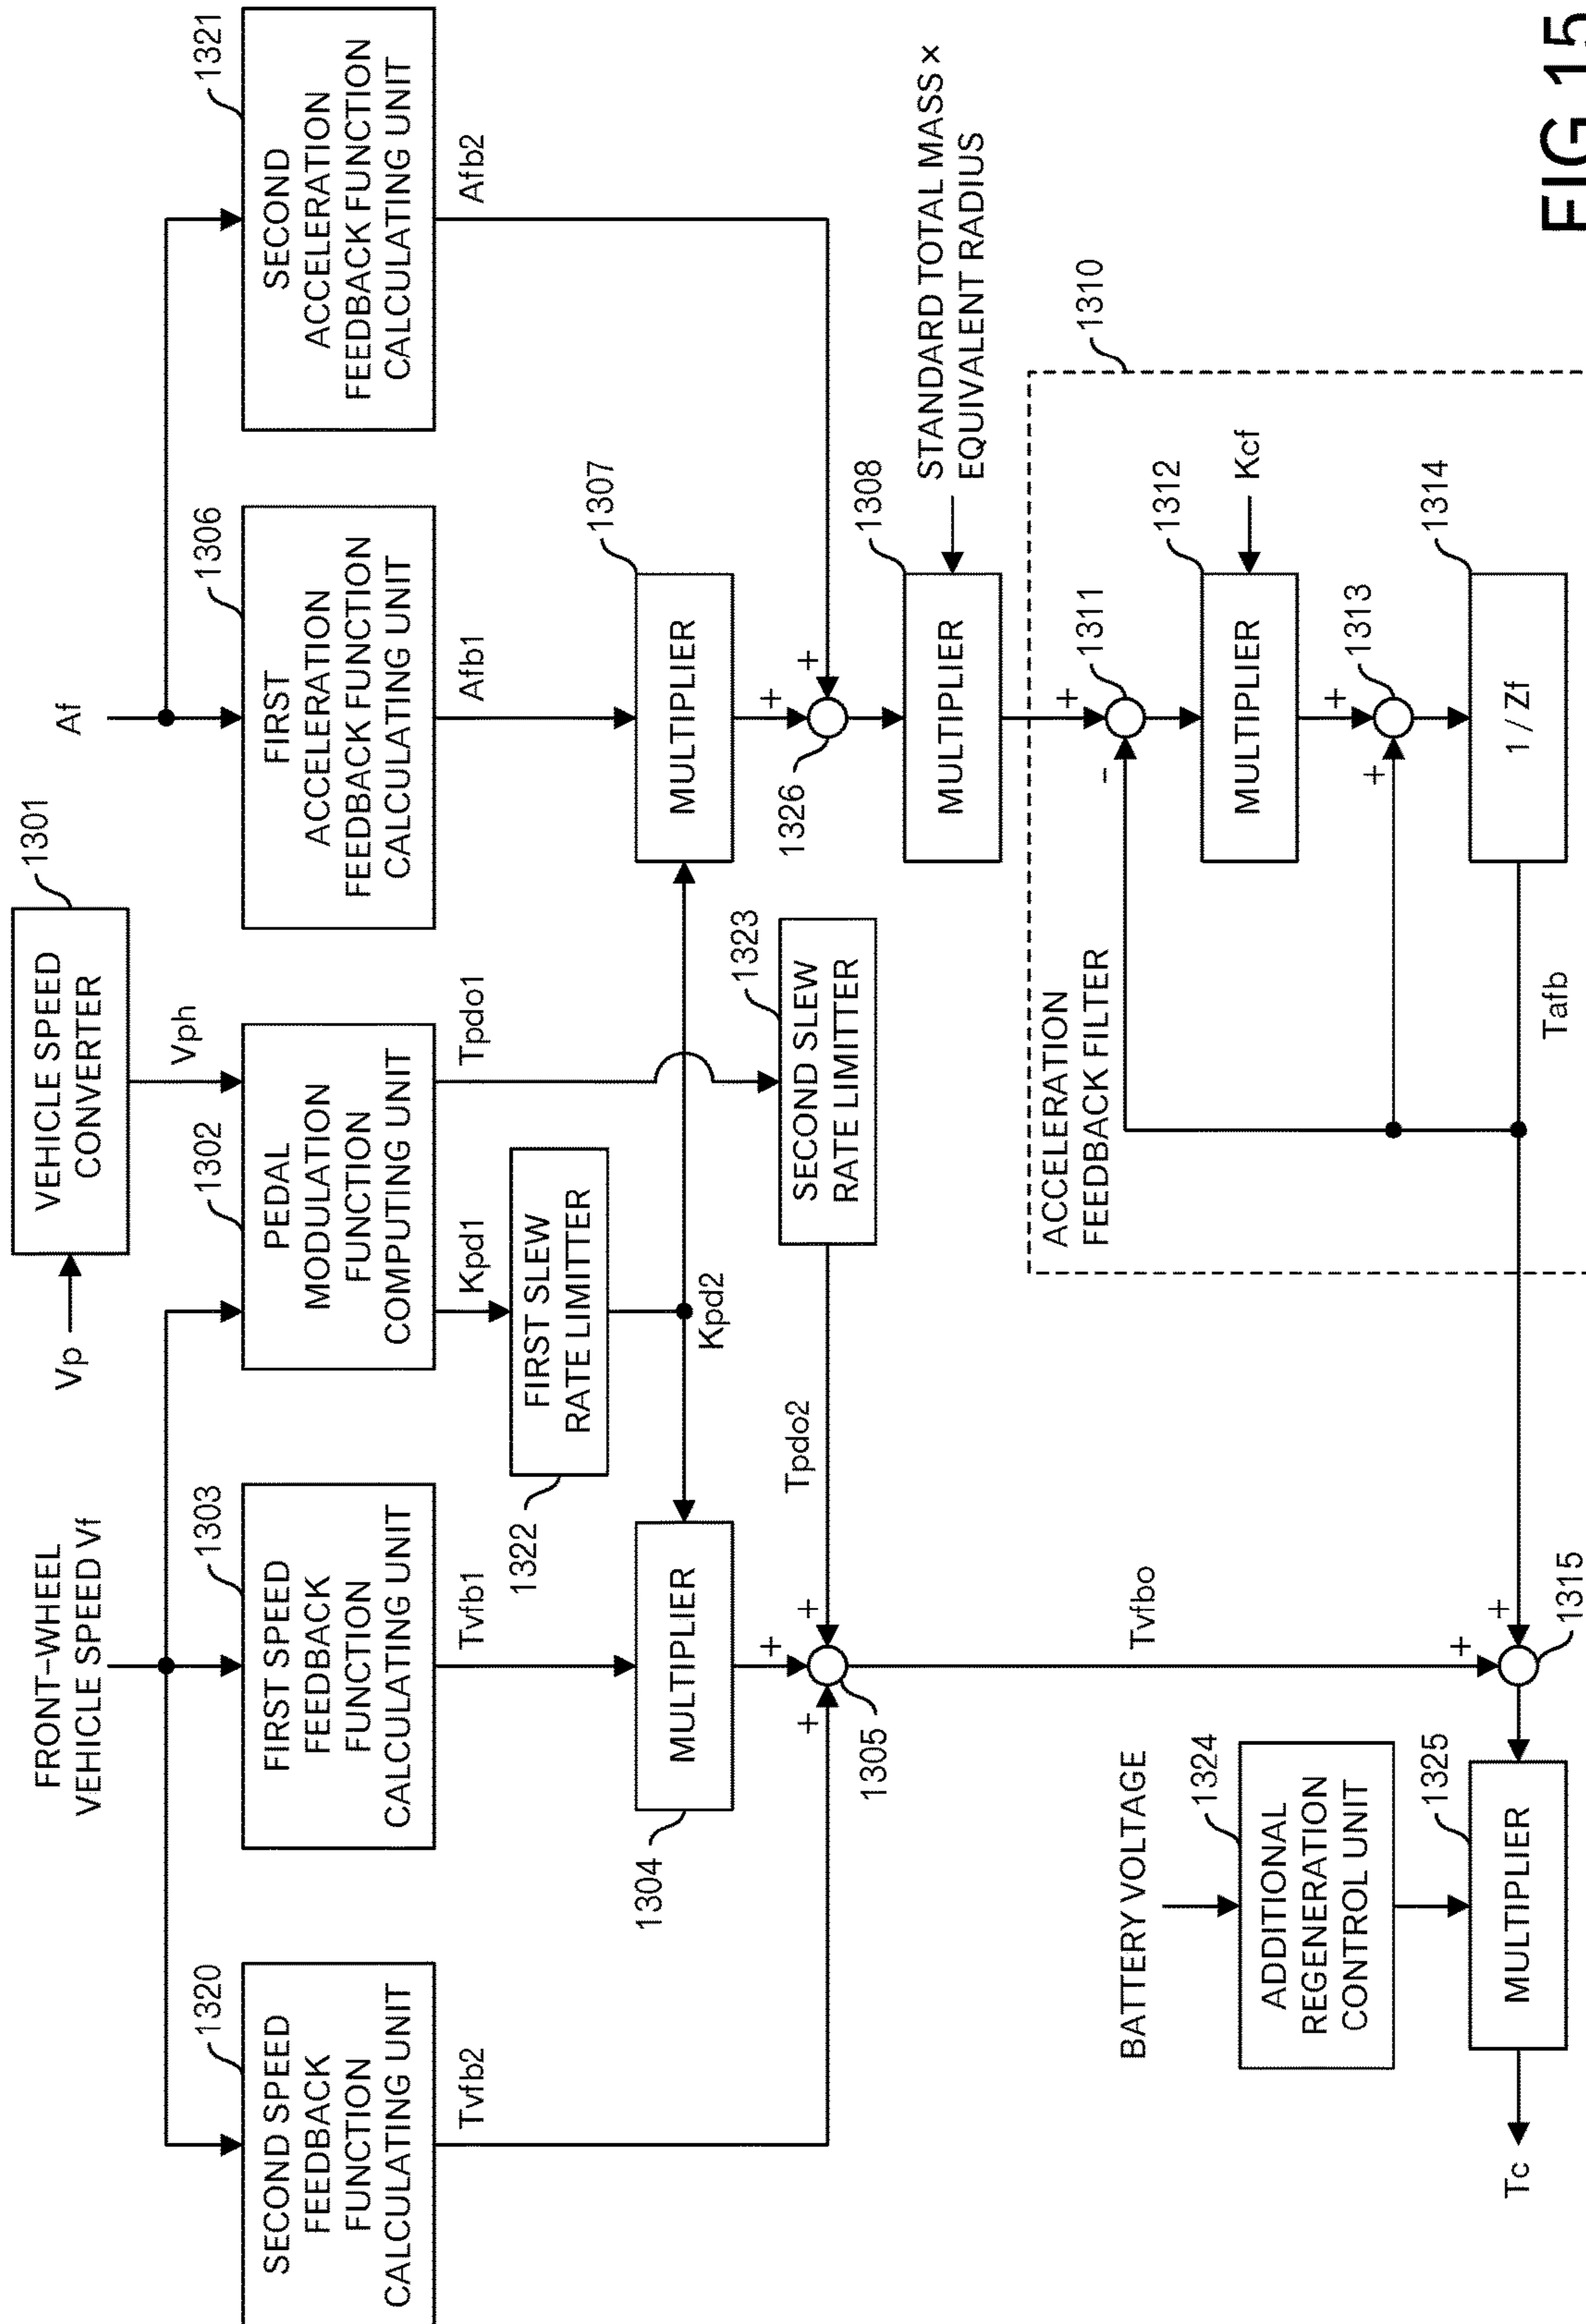 Vp
VEHICLE SPEED
CONVERTER
1301
FRONT-WHEEL
VEHICLE SPEED Vf
Vph
Af
SECOND SPEED
FEEDBACK
FUNCTION
CALCULATING UNIT
1320
FIRST SPEED
FEEDBACK
FUNCTION
CALCULATING UNIT
1303
PEDAL
MODULATION
FUNCTION
COMPUTING UNIT
1302
FIRST
ACCELERATION
FEEDBACK FUNCTION
CALCULATING UNIT
1306
SECOND
ACCELERATION
FEEDBACK FUNCTION
CALCULATING UNIT
1321
Tvfb2
Tvfb1
Kpd1
Tpdo1
Afb1
Afb2
FIRST SLEW
RATE LIMITTER
1322
MULTIPLIER
1304
Kpd2
MULTIPLIER
1307
SECOND SLEW
RATE LIMITTER
1323
Tpdo2
+
+
+
1305
+
+
1326
MULTIPLIER
1308
STANDARD TOTAL MASS ×
EQUIVALENT RADIUS
ACCELERATION
FEEDBACK FILTER
1310
-
+
1311
MULTIPLIER
1312
Kcf
+
+
1313
1 / Zf
1314
Tafb
Tvfbo
BATTERY VOLTAGE
ADDITIONAL
REGENERATION
CONTROL UNIT
1324
+
+
1315
MULTIPLIER
1325
Tc
FIG.15